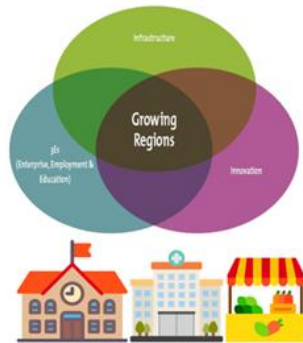 Infrastructure
Growing
Regions
3Es
(Enterprise, Employment &
Education)
Innovation